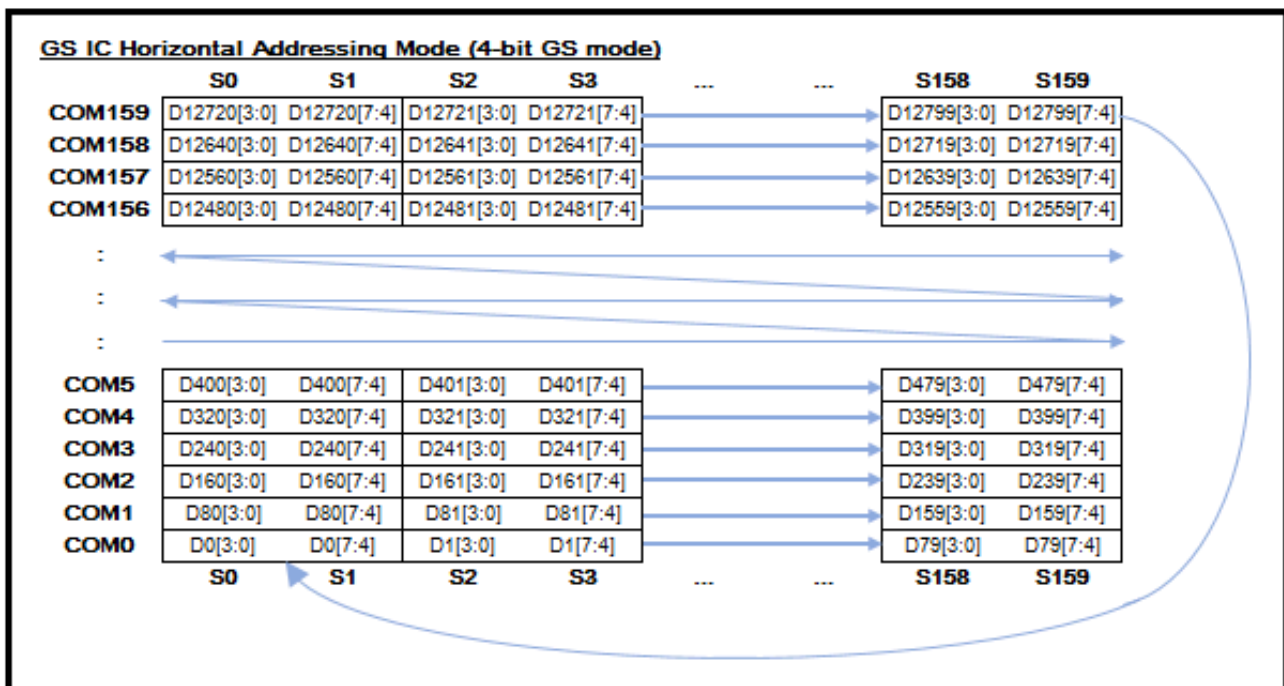 GS IC Horizontal Addressing Mode (4-bit GS mode)
S0 S1 S2 S3 ... ... S158 S159
COM159 D12720[3:0] D12720[7:4] D12721[3:0] D12721[7:4] D12799[3:0] D12799[7:4]
COM158 D12640[3:0] D12640[7:4] D12641[3:0] D12641[7:4] D12719[3:0] D12719[7:4]
COM157 D12560[3:0] D12560[7:4] D12561[3:0] D12561[7:4] D12639[3:0] D12639[7:4]
COM156 D12480[3:0] D12480[7:4] D12481[3:0] D12481[7:4] D12559[3:0] D12559[7:4]
:
:
:
COM5 D400[3:0] D400[7:4] D401[3:0] D401[7:4] D479[3:0] D479[7:4]
COM4 D320[3:0] D320[7:4] D321[3:0] D321[7:4] D399[3:0] D399[7:4]
COM3 D240[3:0] D240[7:4] D241[3:0] D241[7:4] D319[3:0] D319[7:4]
COM2 D160[3:0] D160[7:4] D161[3:0] D161[7:4] D239[3:0] D239[7:4]
COM1 D80[3:0] D80[7:4] D81[3:0] D81[7:4] D159[3:0] D159[7:4]
COM0 D0[3:0] D0[7:4] D1[3:0] D1[7:4] D79[3:0] D79[7:4]
S0 S1 S2 S3 ... ... S158 S159